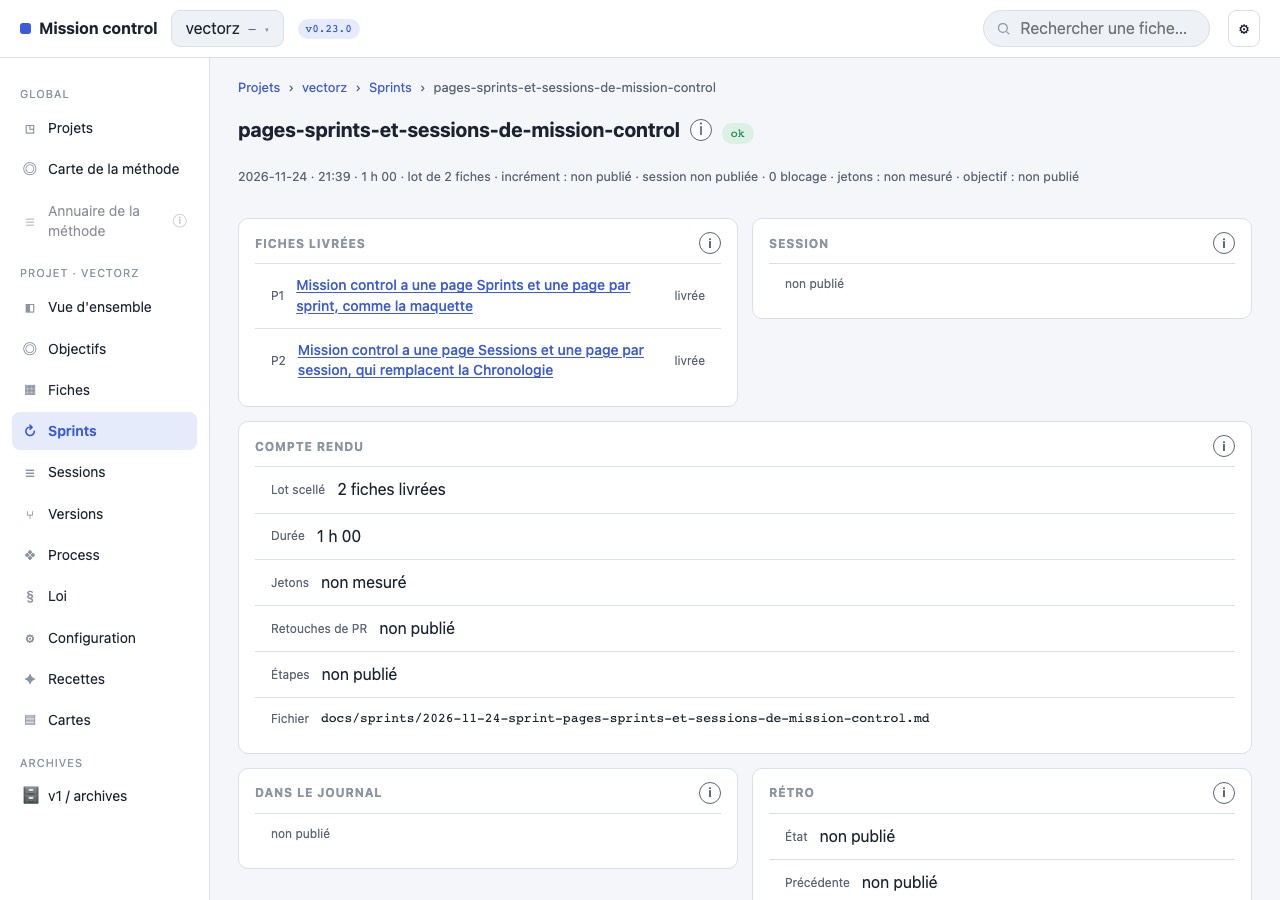 Mission control
vectorz –
v0.23.0
Rechercher une fiche...
GLOBAL
Projets
Carte de la méthode
Annuaire de la
méthode
PROJET · VECTORZ
Vue d'ensemble
Objectifs
Fiches
Sprints
Sessions
Versions
Process
§ Loi
Configuration
Recettes
Cartes
ARCHIVES
v1 / archives
Projets › vectorz › Sprints › pages-sprints-et-sessions-de-mission-control
pages-sprints-et-sessions-de-mission-control i ok
2026-11-24 · 21:39 · 1 h 00 · lot de 2 fiches · incrément : non publié · session non publiée · 0 blocage · jetons : non mesuré · objectif : non publié
FICHES LIVRÉES
P1 Mission control a une page Sprints et une page par
sprint, comme la maquette
livrée
P2 Mission control a une page Sessions et une page par
session, qui remplacent la Chronologie
livrée
SESSION
non publié
COMPTE RENDU
Lot scellé 2 fiches livrées
Durée 1 h 00
Jetons non mesuré
Retouches de PR non publié
Étapes non publié
Fichier docs/sprints/2026-11-24-sprint-pages-sprints-et-sessions-de-mission-control.md
DANS LE JOURNAL
non publié
RÉTRO
État non publié
Précédente non publié